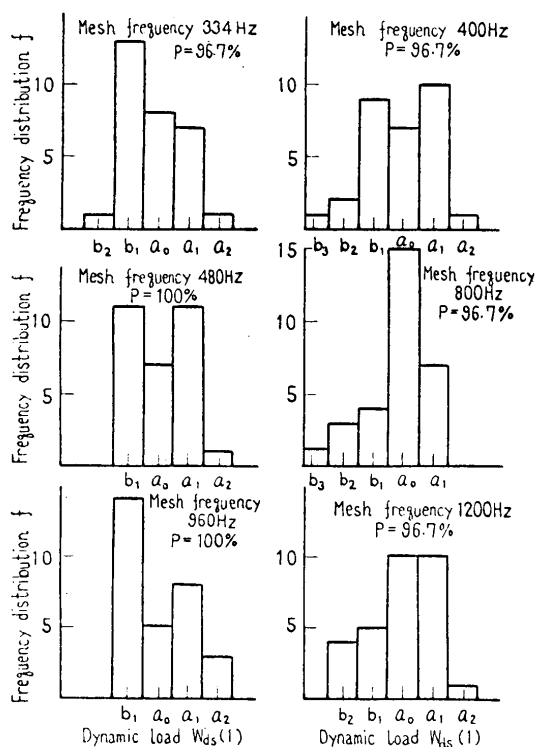 Mesh frequency 334 Hz
P = 96.7%
Frequency distribution f
10
5
b₂ b₁ a₀ a₁ a₂
Mesh frequency 400Hz
P = 96.7%
10
5
b₃ b₂ b₁ a₀ a₁ a₂
Mesh frequency 480Hz
P = 100%
Frequency distribution f
10
5
b₁ a₀ a₁ a₂
Mesh frequency
800Hz
P = 96.7%
15
10
5
b₃ b₂ b₁ a₀ a₁
Mesh frequency
960Hz
P = 100%
Frequency distribution f
10
5
b₁ a₀ a₁ a₂
Dynamic load Wds(1)
Mesh frequency 1200Hz
P = 96.7%
10
5
b₂ b₁ a₀ a₁ a₂
Dynamic load Wds(1)